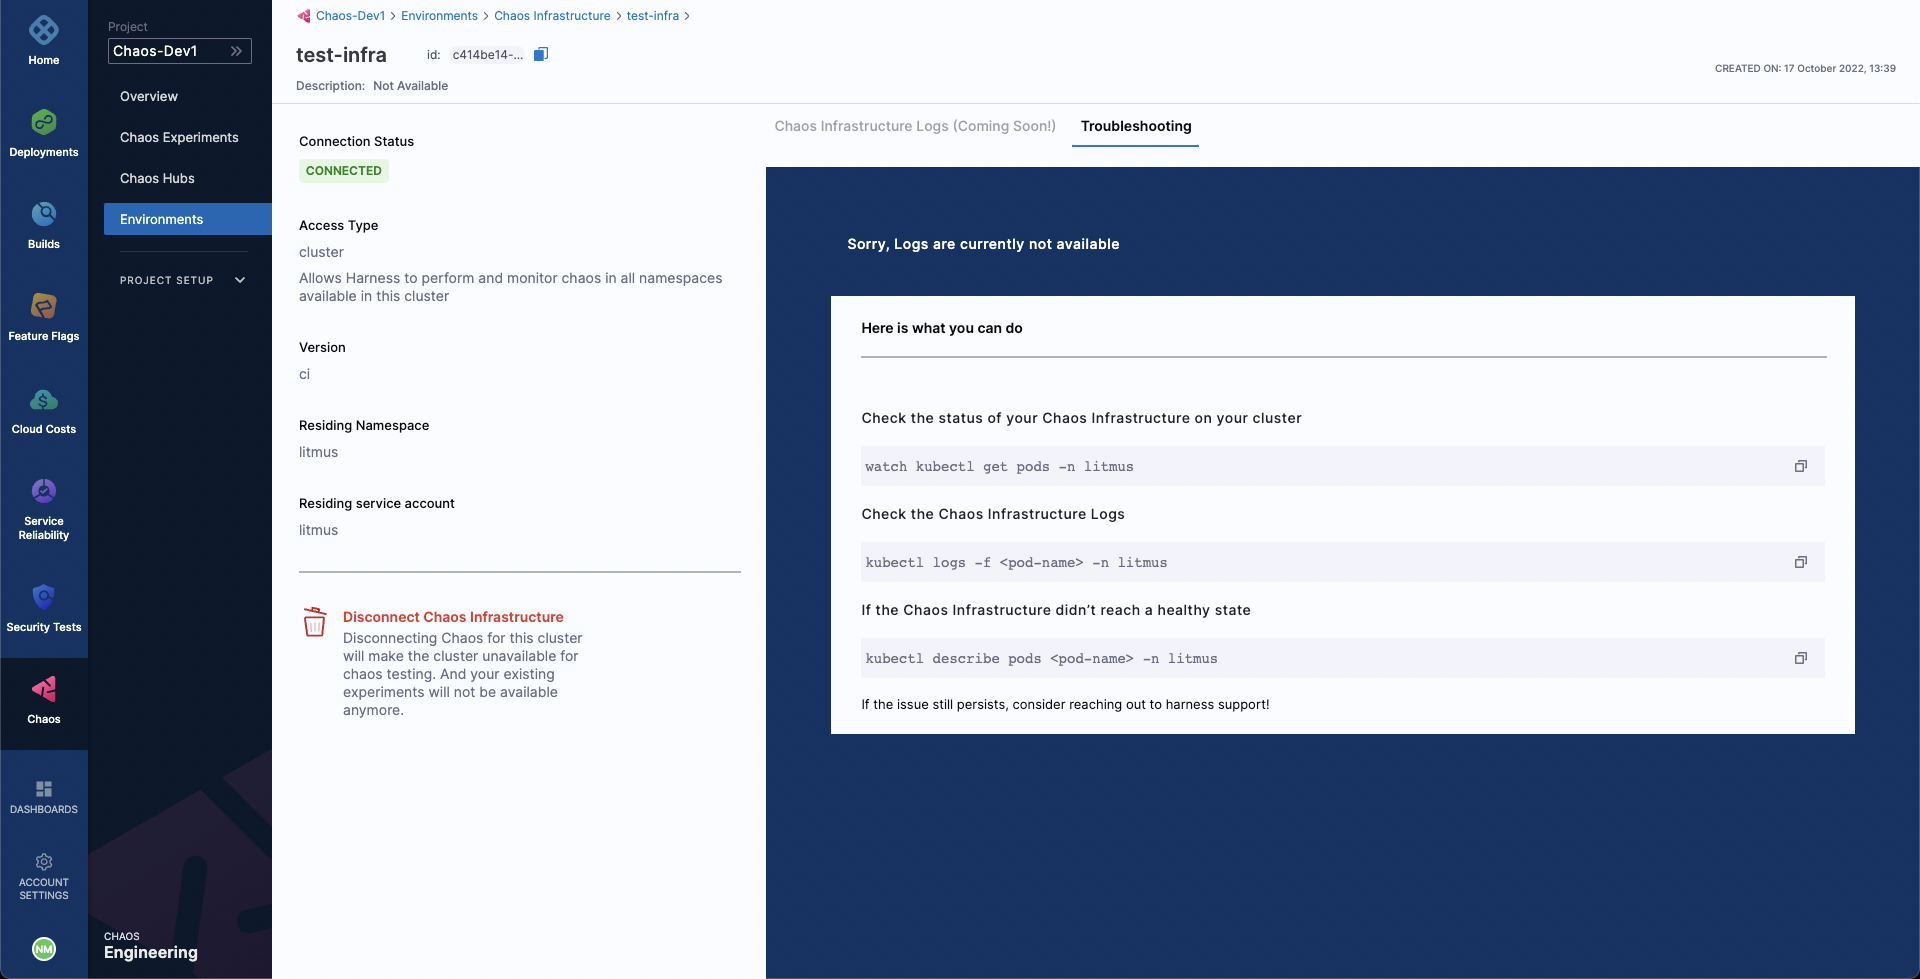 Home
Deployments
Builds
Feature Flags
Cloud Costs
Service
Reliability
Security Tests
Chaos
DASHBOARDS
ACCOUNT
SETTINGS
NM
Project
Chaos-Dev1
Overview
Chaos Experiments
Chaos Hubs
Environments
PROJECT SETUP
CHAOS
Engineering
Chaos-Dev1 > Environments > Chaos Infrastructure > test-infra >
test-infra id: c414be14-...
Description: Not Available
CREATED ON: 17 October 2022, 13:39
Connection Status
CONNECTED
Access Type
cluster
Allows Harness to perform and monitor chaos in all namespaces
available in this cluster
Version
ci
Residing Namespace
litmus
Residing service account
litmus
Disconnect Chaos Infrastructure
Disconnecting Chaos for this cluster
will make the cluster unavailable for
chaos testing. And your existing
experiments will not be available
anymore.
Chaos Infrastructure Logs (Coming Soon!) Troubleshooting
Sorry, Logs are currently not available
Here is what you can do
Check the status of your Chaos Infrastructure on your cluster
watch kubectl get pods -n litmus
Check the Chaos Infrastructure Logs
kubectl logs -f <pod-name> -n litmus
If the Chaos Infrastructure didn’t reach a healthy state
kubectl describe pods <pod-name> -n litmus
If the issue still persists, consider reaching out to harness support!